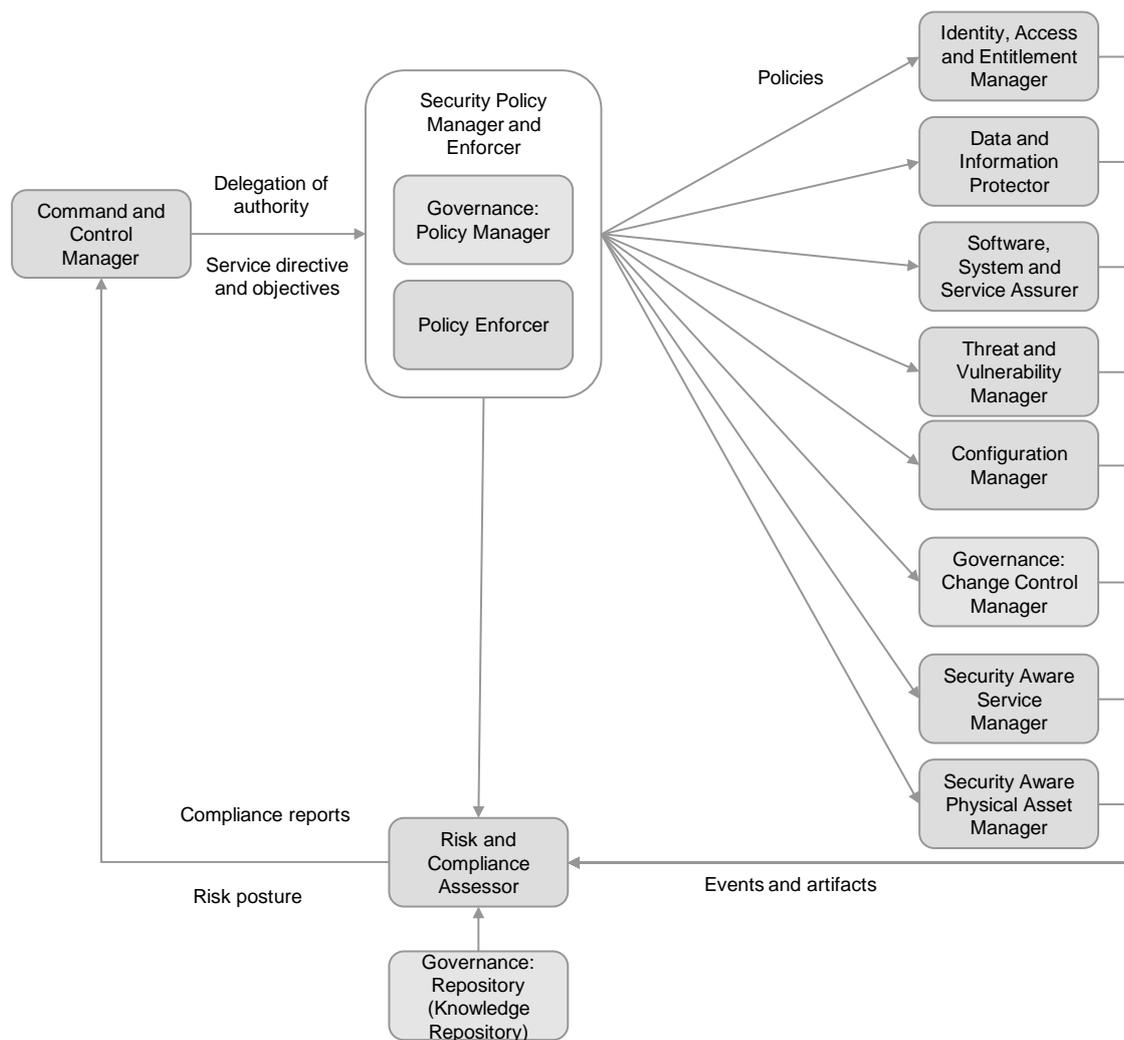 Identity, Access
and Entitlement
Manager
Policies
Security Policy
Manager and
Enforcer
Data and
Information
Protector
Delegation of
authority
Governance:
Policy Manager
Command and
Control
Manager
Service directive
and objectives
Software,
System and
Service Assurer
Policy Enforcer
Threat and
Vulnerability
Manager
Configuration
Manager
Governance:
Change Control
Manager
Security Aware
Service
Manager
Security Aware
Physical Asset
Manager
Compliance reports
Risk and
Compliance
Assessor
Risk posture
Events and artifacts
Governance:
Repository
(Knowledge
Repository)